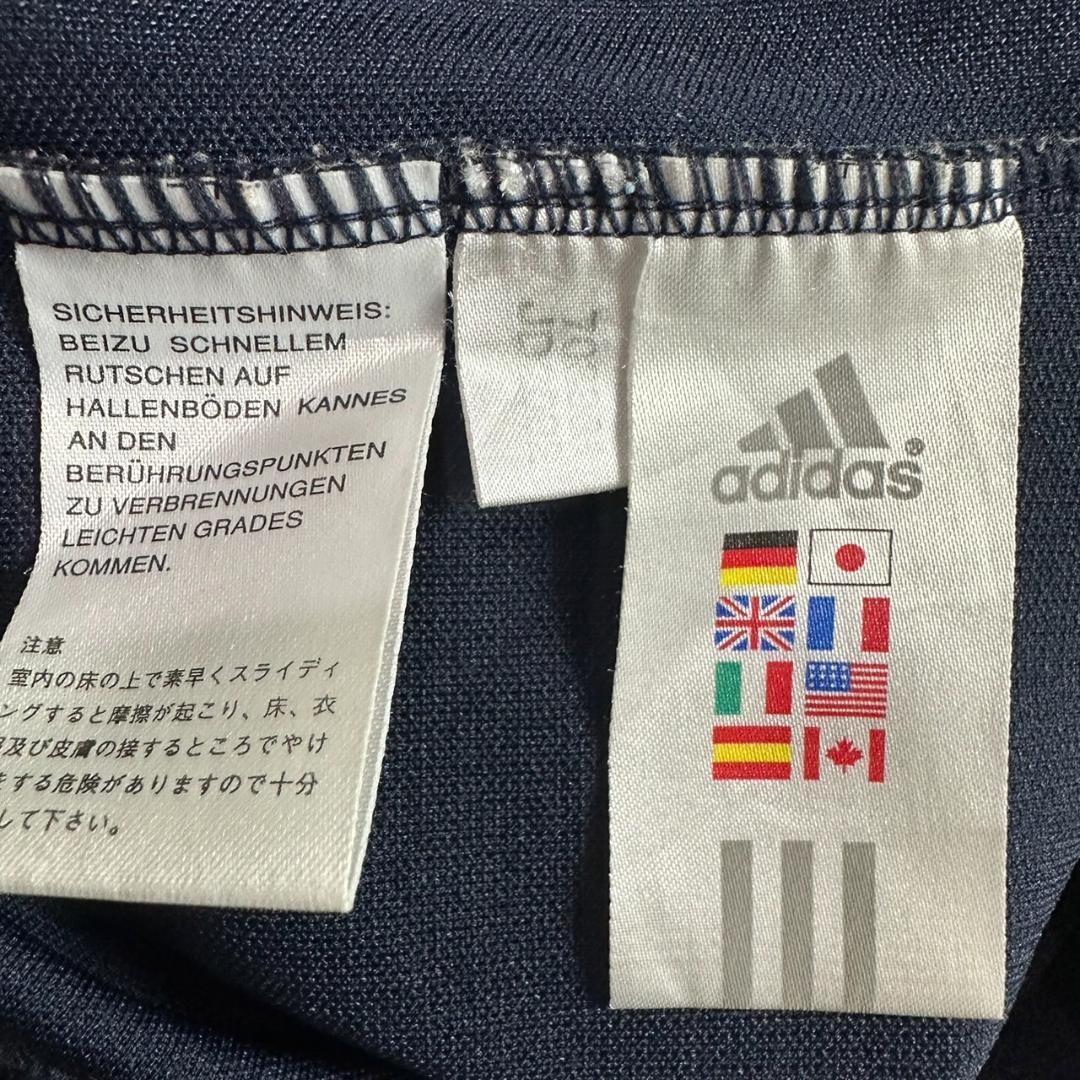 SICHERHEITSHINWEIS:
BEIZU SCHNELLEM
RUTSCHEN AUF
HALLENBÖDEN KANNES
AN DEN
BERÜHRUNGSPUNKTEN
ZU VERBRENNUNGEN
LEICHTEN GRADES
KOMMEN.
注意
室内の床の上で素早くスライディ
ングすると摩擦が起こり、床、衣
及び皮膚の接するところでやけ
をする危険がありますので十分
して下さい。
adidas®